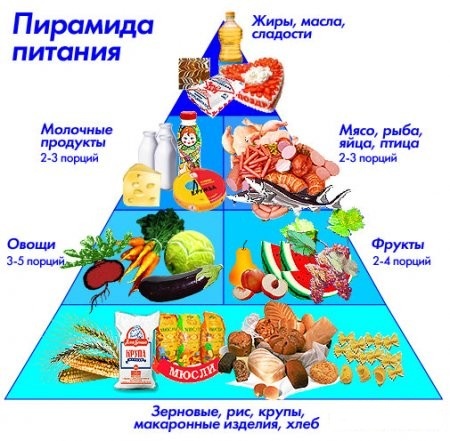 Пирамида
питания
Жиры, масла,
сладости
Молочные
продукты
2-3 порций
Мясо, рыба,
яйца, птица
2-3 порций
Овощи
3-5 порций
Фрукты
2-4 порций
КРУПА
МЮСЛИ
Зерновые, рис, крупы,
макаронные изделия, хлеб